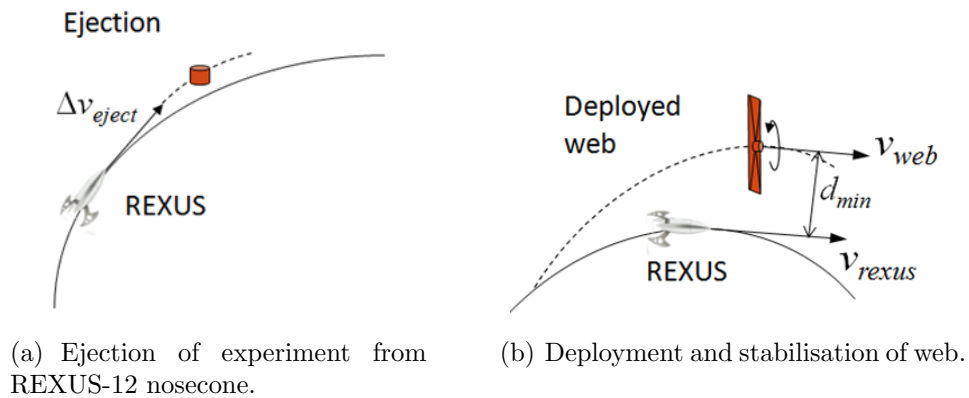 Ejection
Δv_eject
REXUS
Deployed
web
v_web
d_min
v_rexus
REXUS
(a) Ejection of experiment from
REXUS-12 nosecone.
(b) Deployment and stabilisation of web.